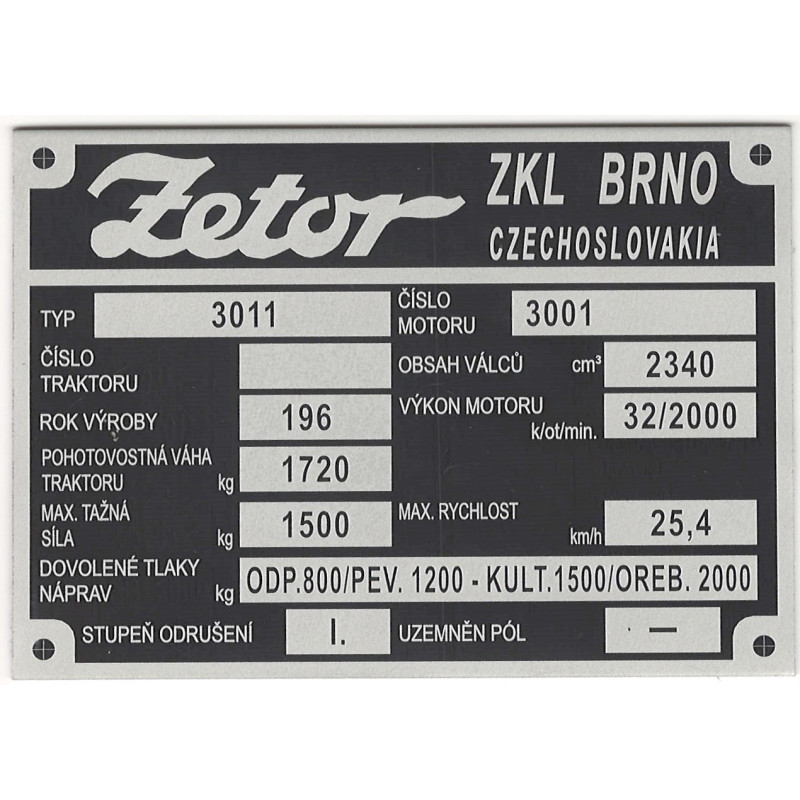 Zetor ZKL BRNO
CZECHOSLOVAKIA
TYP 3011
ČÍSLO
MOTORU 3001
ČÍSLO
TRAKTORU
OBSAH VÁLCŮ cm³ 2340
ROK VÝROBY 196
VÝKON MOTORU
k/ot/min. 32/2000
POHOTOVOSTNÁ VÁHA
TRAKTORU kg 1720
MAX. TAŽNÁ
SÍLA kg 1500
MAX. RYCHLOST
km/h 25,4
DOVOLENÉ TLAKY
NÁPRAV kg ODP.800/PEV. 1200 - KULT.1500/OREB. 2000
STUPEŇ ODRUŠENÍ I. UZEMNĚN PÓL —